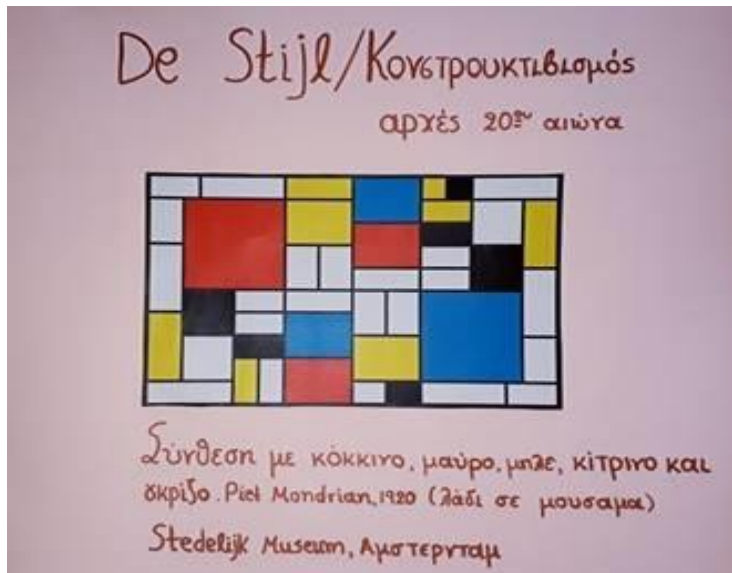 De Stijl/Κονστρουκτιβισμός
αρχές 20ου αιώνα
Σύνθεση με κόκκινο, μαύρο, μπλε, κίτρινο και
γκρίζο. Piet Mondrian, 1920 (λάδι σε μουσαμα)
Stedelijk Museum, Αμστερνταμ